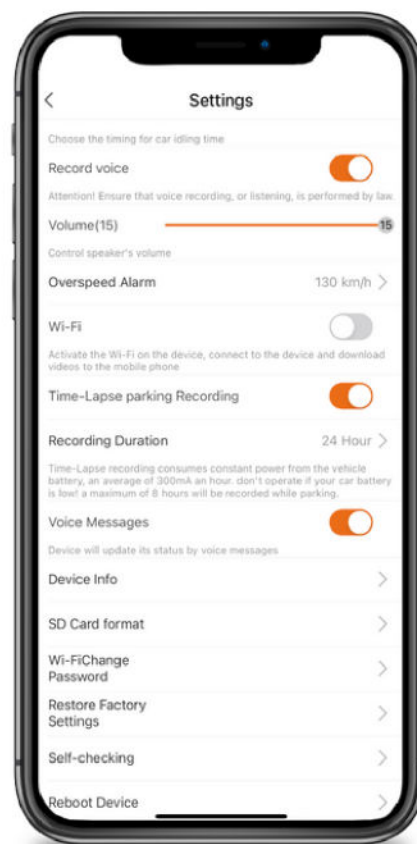 Settings
Choose the timing for car idling time
Record voice
Attention! Ensure that voice recording, or listening, is performed by law.
Volume(15) 15
Control speaker's volume
Overspeed Alarm 130 km/h
Wi-Fi
Activate the Wi-Fi on the device, connect to the device and download
videos to the mobile phone
Time-Lapse parking Recording
Recording Duration 24 Hour
Time-Lapse recording consumes constant power from the vehicle
battery, an average of 300mA an hour. don't operate if your car battery
is low! a maximum of 8 hours will be recorded while parking.
Voice Messages
Device will update its status by voice messages
Device Info
SD Card format
Wi-FiChange
Password
Restore Factory
Settings
Self-checking
Reboot Device